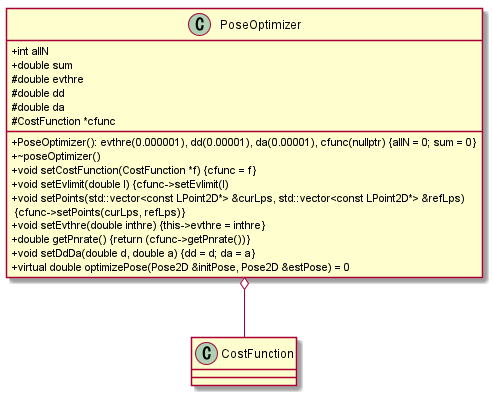 C PoseOptimizer
+int allN
+double sum
#double evthre
#double dd
#double da
#CostFunction *cfunc
+PoseOptimizer(): evthre(0.000001), dd(0.00001), da(0.00001), cfunc(nullptr) {allN = 0; sum = 0}
+~poseOptimizer()
+void setCostFunction(CostFunction *f) {cfunc = f}
+void setEvlimit(double l) {cfunc->setEvlimit(l)
+void setPoints(std::vector<const LPoint2D*> &curLps, std::vector<const LPoint2D*> &refLps)
{cfunc->setPoints(curLps, refLps)}
+void setEvthre(double inthre) {this->evthre = inthre}
+double getPnrate() {return (cfunc->getPnrate())}
+void setDdDa(double d, double a) {dd = d; da = a}
+virtual double optimizePose(Pose2D &initPose, Pose2D &estPose) = 0
C CostFunction